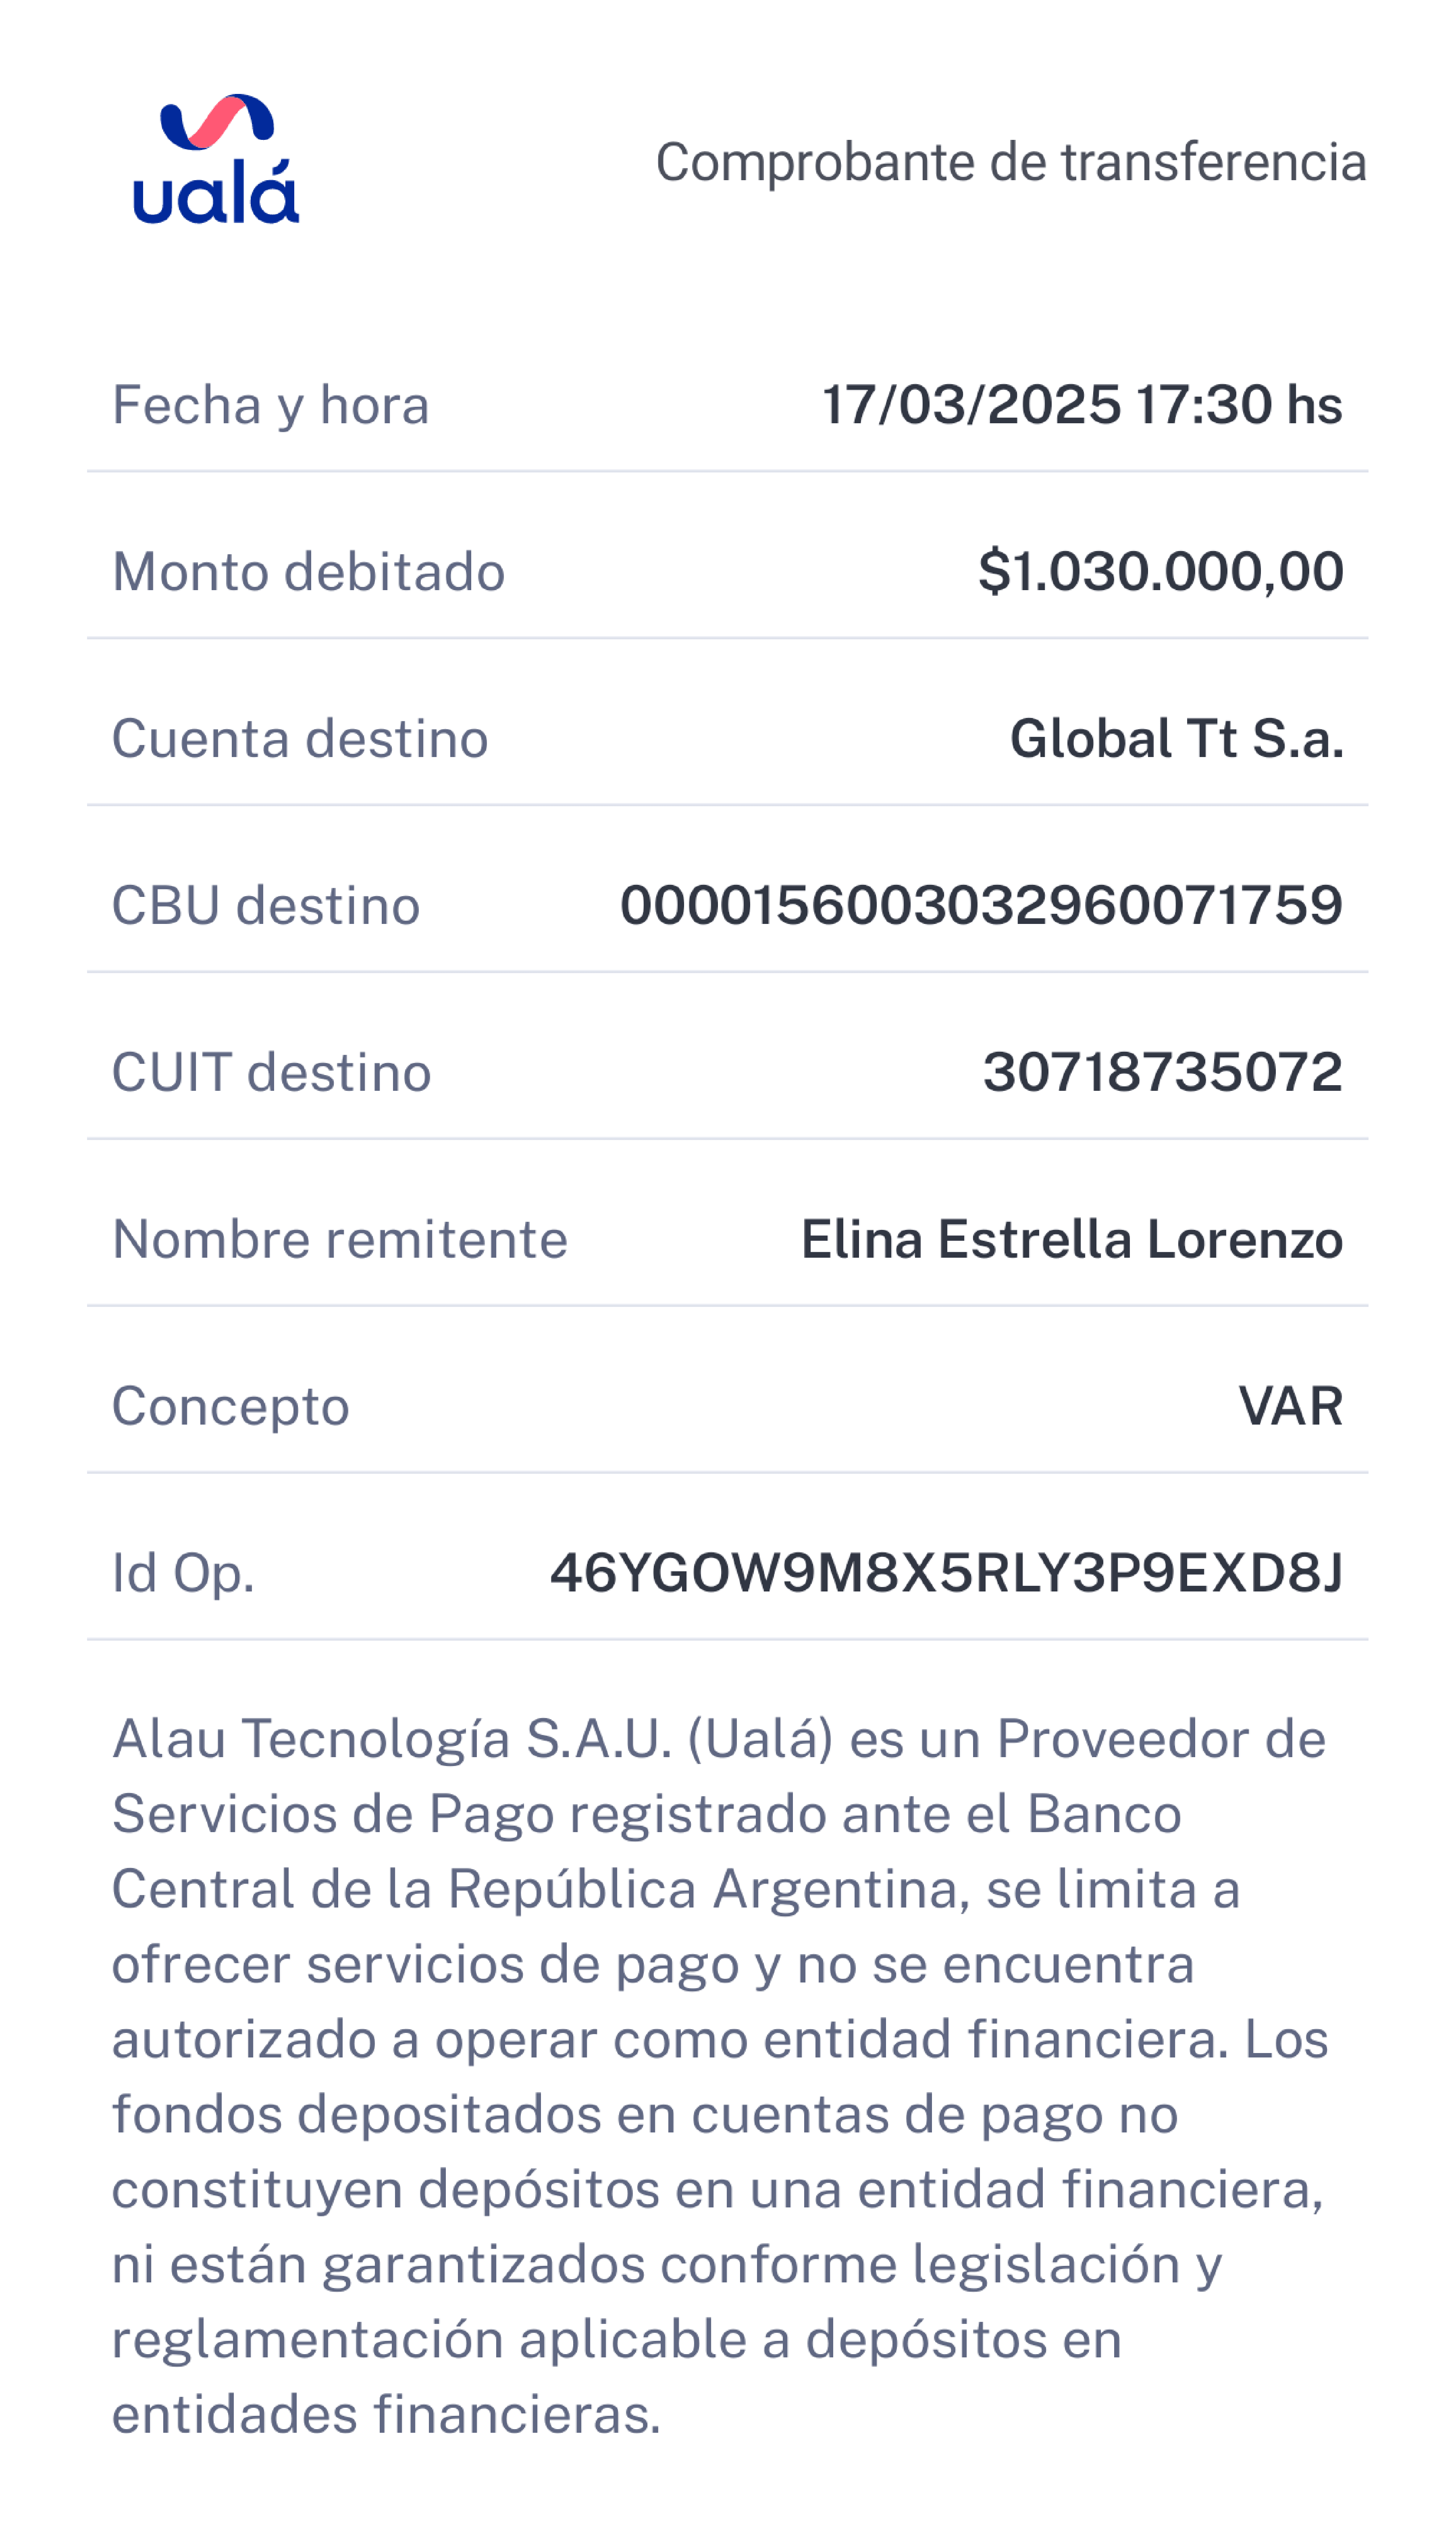 ualá
Comprobante de transferencia
Fecha y hora 17/03/2025 17:30 hs
Monto debitado $1.030.000,00
Cuenta destino Global Tt S.a.
CBU destino 0000156003032960071759
CUIT destino 30718735072
Nombre remitente Elina Estrella Lorenzo
Concepto VAR
Id Op. 46YGOW9M8X5RLY3P9EXD8J
Alau Tecnología S.A.U. (Ualá) es un Proveedor de
Servicios de Pago registrado ante el Banco
Central de la República Argentina, se limita a
ofrecer servicios de pago y no se encuentra
autorizado a operar como entidad financiera. Los
fondos depositados en cuentas de pago no
constituyen depósitos en una entidad financiera,
ni están garantizados conforme legislación y
reglamentación aplicable a depósitos en
entidades financieras.